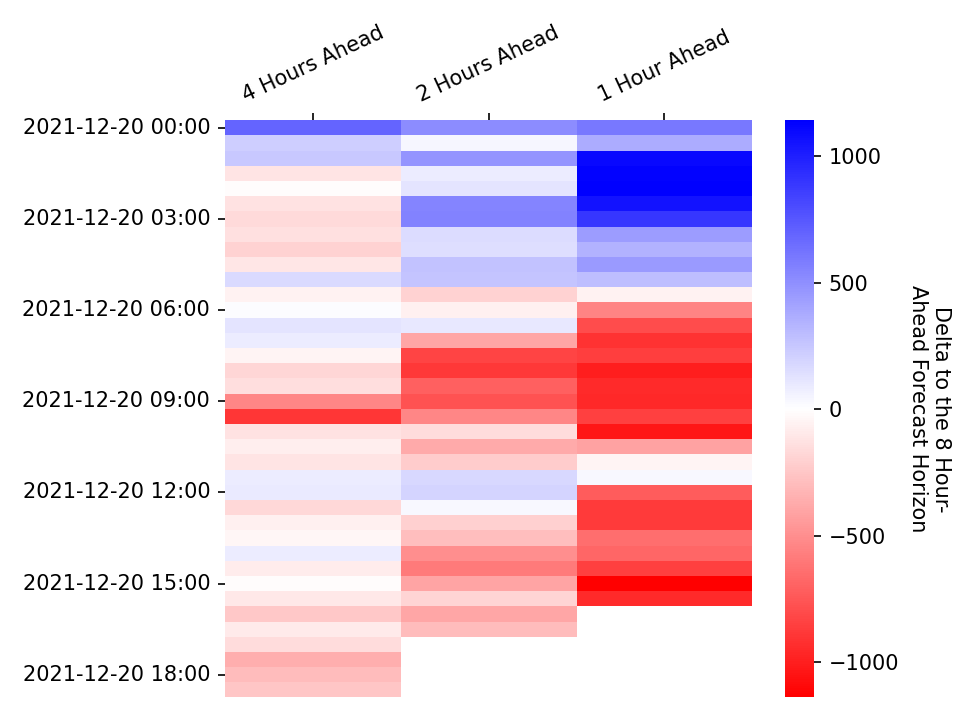 4 Hours Ahead
2 Hours Ahead
1 Hour Ahead
2021-12-20 00:00
2021-12-20 03:00
2021-12-20 06:00
2021-12-20 09:00
2021-12-20 12:00
2021-12-20 15:00
2021-12-20 18:00
1000
500
0
−500
−1000
Delta to the 8 Hour-
Ahead Forecast Horizon